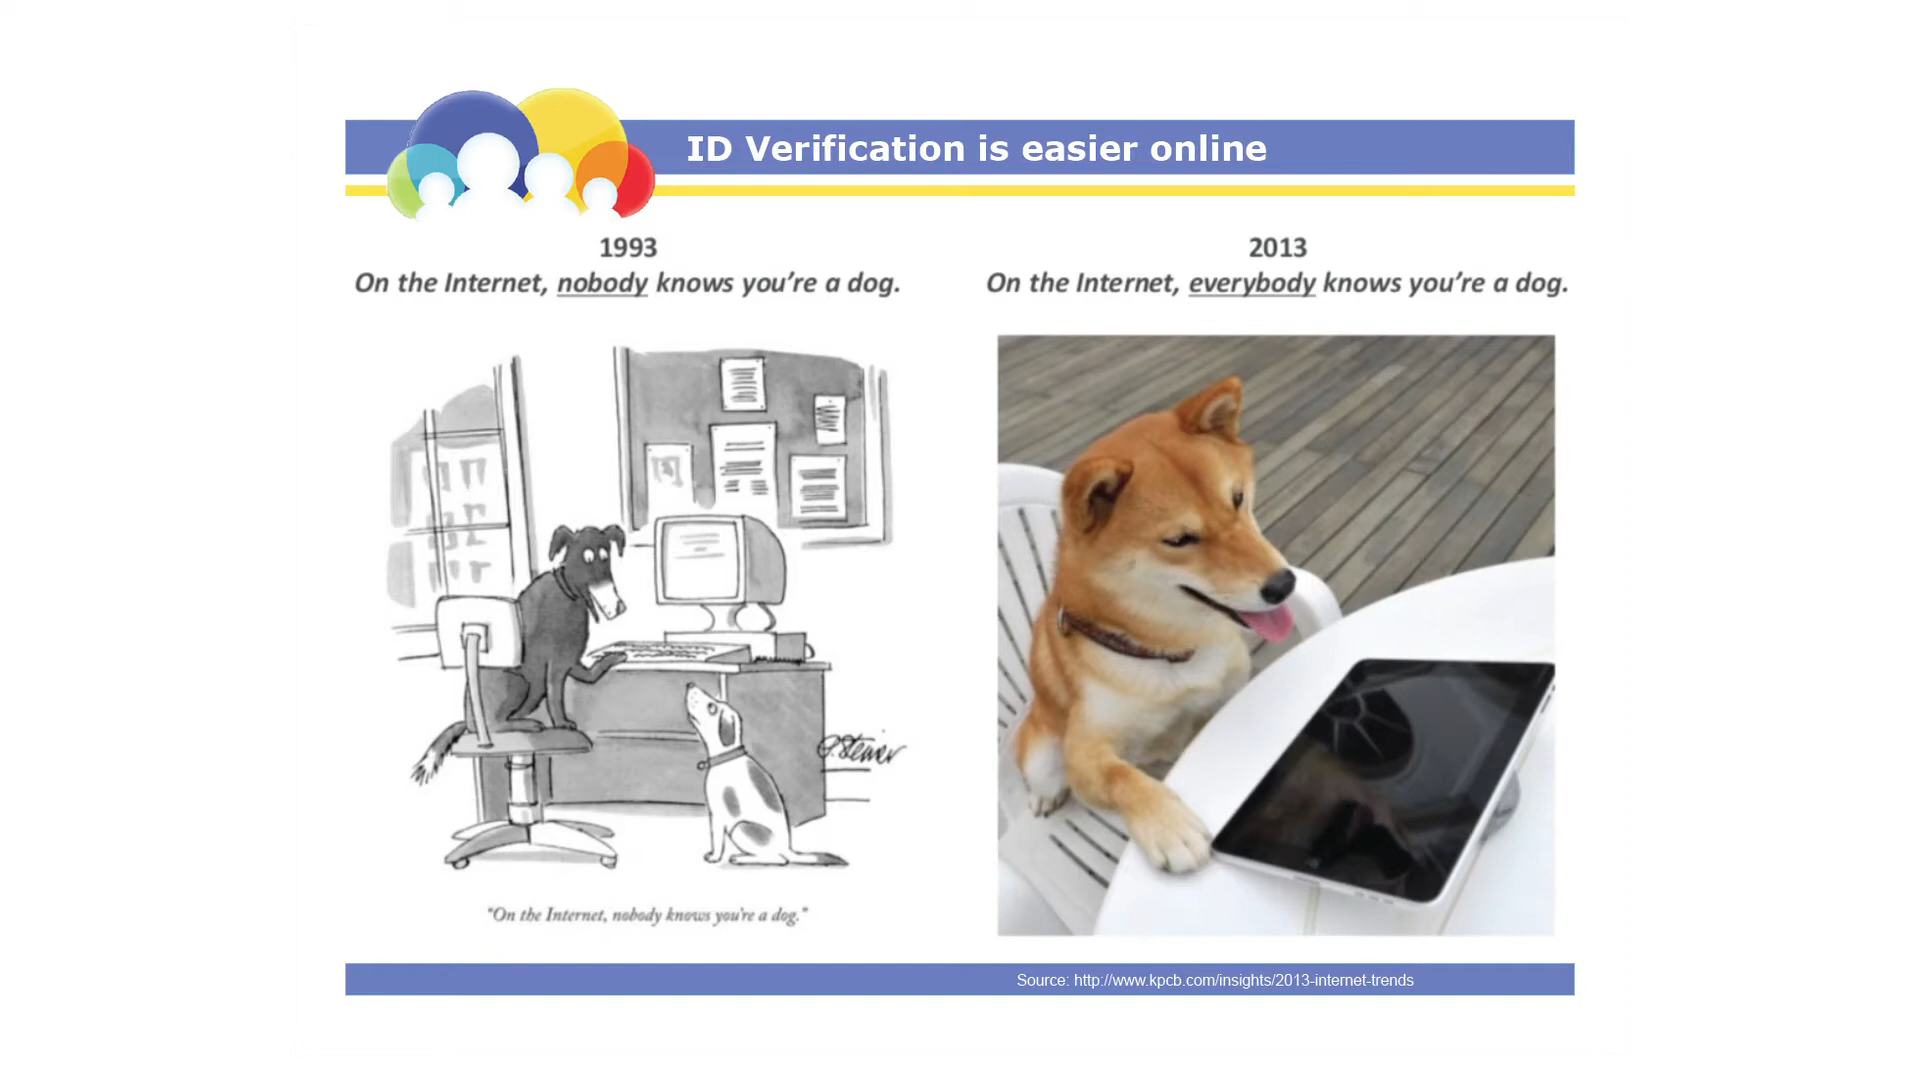 ID Verification is easier online
1993
On the Internet, nobody knows you’re a dog.
2013
On the Internet, everybody knows you’re a dog.
P. Steiner
"On the Internet, nobody knows you're a dog."
Source: http://www.kpcb.com/insights/2013-internet-trends